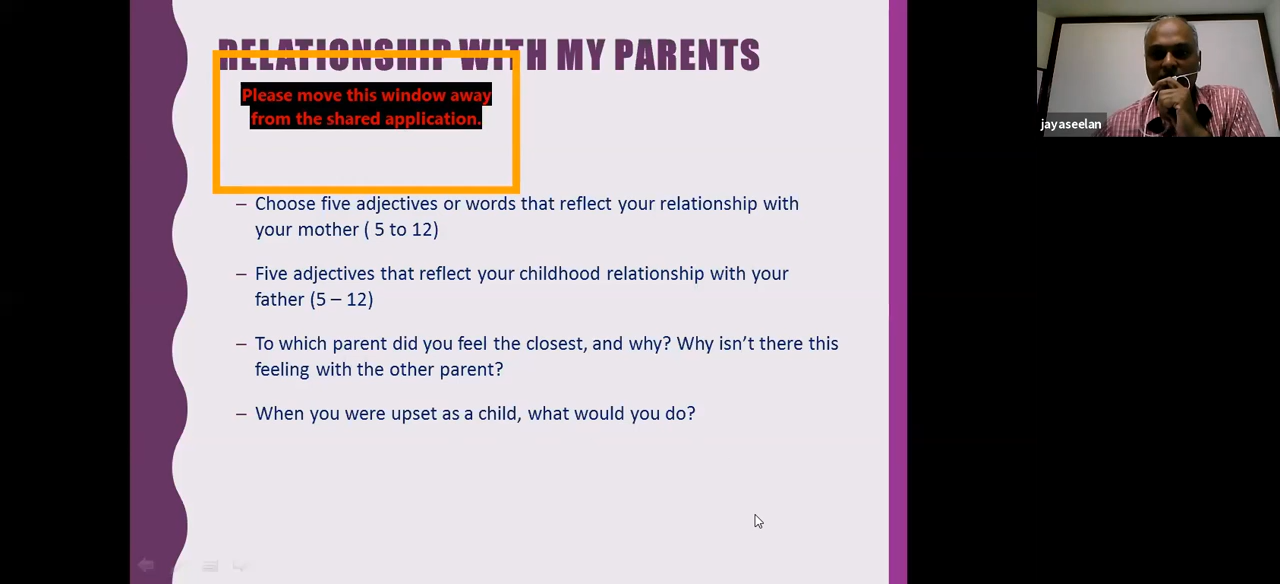 RELATIONSHIP WITH MY PARENTS
Please move this window away
from the shared application.
– Choose five adjectives or words that reflect your relationship with
your mother ( 5 to 12)
– Five adjectives that reflect your childhood relationship with your
father (5 – 12)
– To which parent did you feel the closest, and why? Why isn’t there this
feeling with the other parent?
– When you were upset as a child, what would you do?
jayaseelan